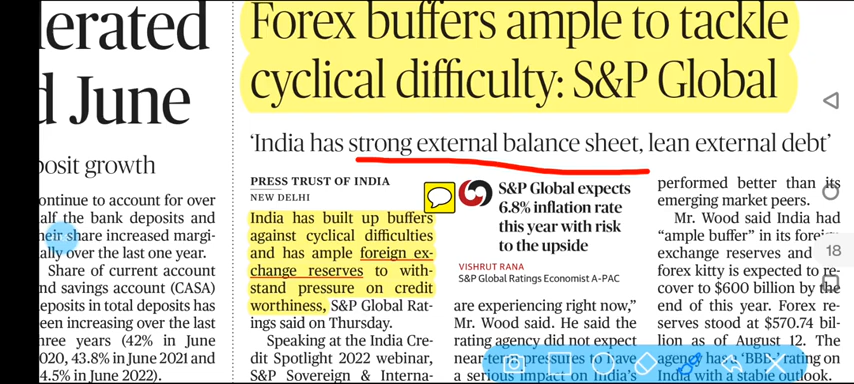 lerated
d June
posit growth
ontinue to account for over
alf the bank deposits and
heir share increased margi-
ally over the last one year.
Share of current account
nd savings account (CASA)
eposits in total deposits has
een increasing over the last
hree years (42% in June
020, 43.8% in June 2021 and
4.5% in June 2022).
Forex buffers ample to tackle
cyclical difficulty: S&P Global
‘India has strong external balance sheet, lean external debt’
PRESS TRUST OF INDIA
NEW DELHI
India has built up buffers
against cyclical difficulties
and has ample foreign ex-
change reserves to with-
stand pressure on credit
worthiness, S&P Global Rat-
ings said on Thursday.
Speaking at the India Cre-
dit Spotlight 2022 webinar,
S&P Sovereign & Interna-
S&P Global expects
6.8% inflation rate
this year with risk
to the upside
VISHRUT RANA
S&P Global Ratings Economist A-PAC
are experiencing right now,”
Mr. Wood said. He said the
rating agency did not expect
near-term pressures to have
a serious impact on India’s
performed better than its
emerging market peers.
Mr. Wood said India had
“ample buffer” in its foreign
exchange reserves and
forex kitty is expected to re-
cover to $600 billion by the
end of this year. Forex re-
serves stood at $570.74 bil-
lion as of August 12. The
agency has a ‘BBB-’ rating on
India with a stable outlook.
18